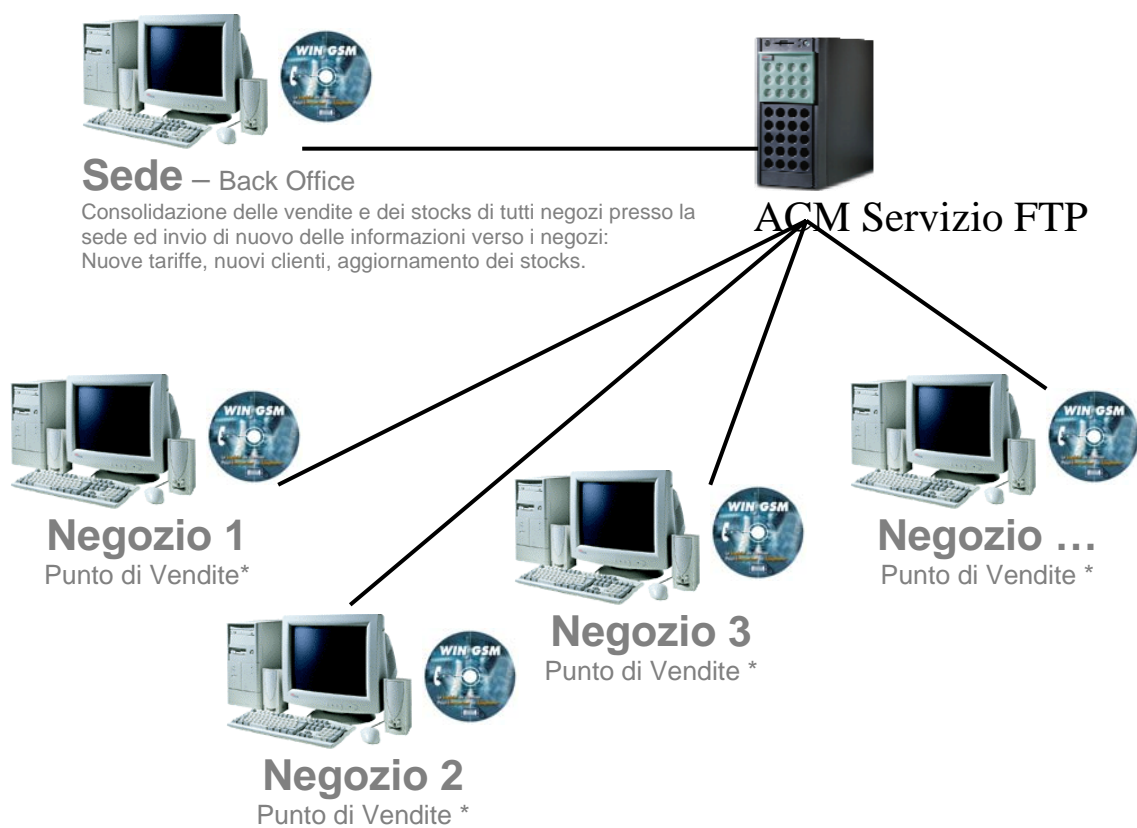 WIN GSM
Sede – Back Office
Consolidazione delle vendite e dei stocks di tutti negozi presso la
sede ed invio di nuovo delle informazioni verso i negozi:
Nuove tariffe, nuovi clienti, aggiornamento dei stocks.
ACM Servizio FTP
WIN GSM
Negozio 1
Punto di Vendite*
WIN GSM
Negozio 2
Punto di Vendite *
WIN GSM
Negozio 3
Punto di Vendite *
WIN GSM
Negozio …
Punto di Vendite *